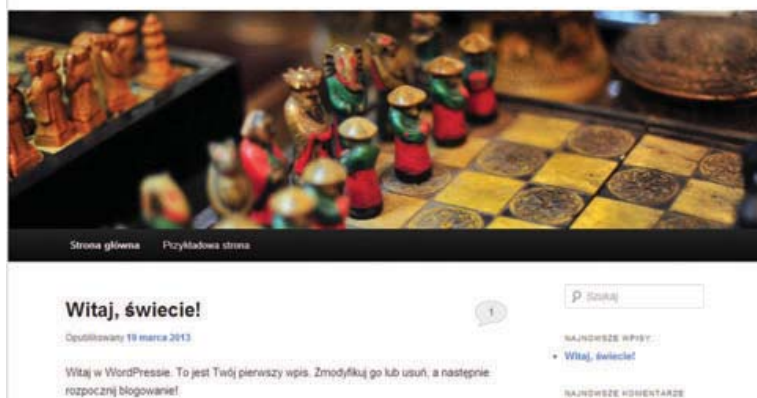 Strona główna Przykładowa strona
Witaj, świecie!
1
Opublikowany 19 marca 2013
Witaj w WordPressie. To jest Twój pierwszy wpis. Zmodyfikuj go lub usuń, a następnie
rozpocznij blogowanie!
Szukaj
NAJNOWSZE WPISY
• Witaj, świecie!
NAJNOWSZE KOMENTARZE